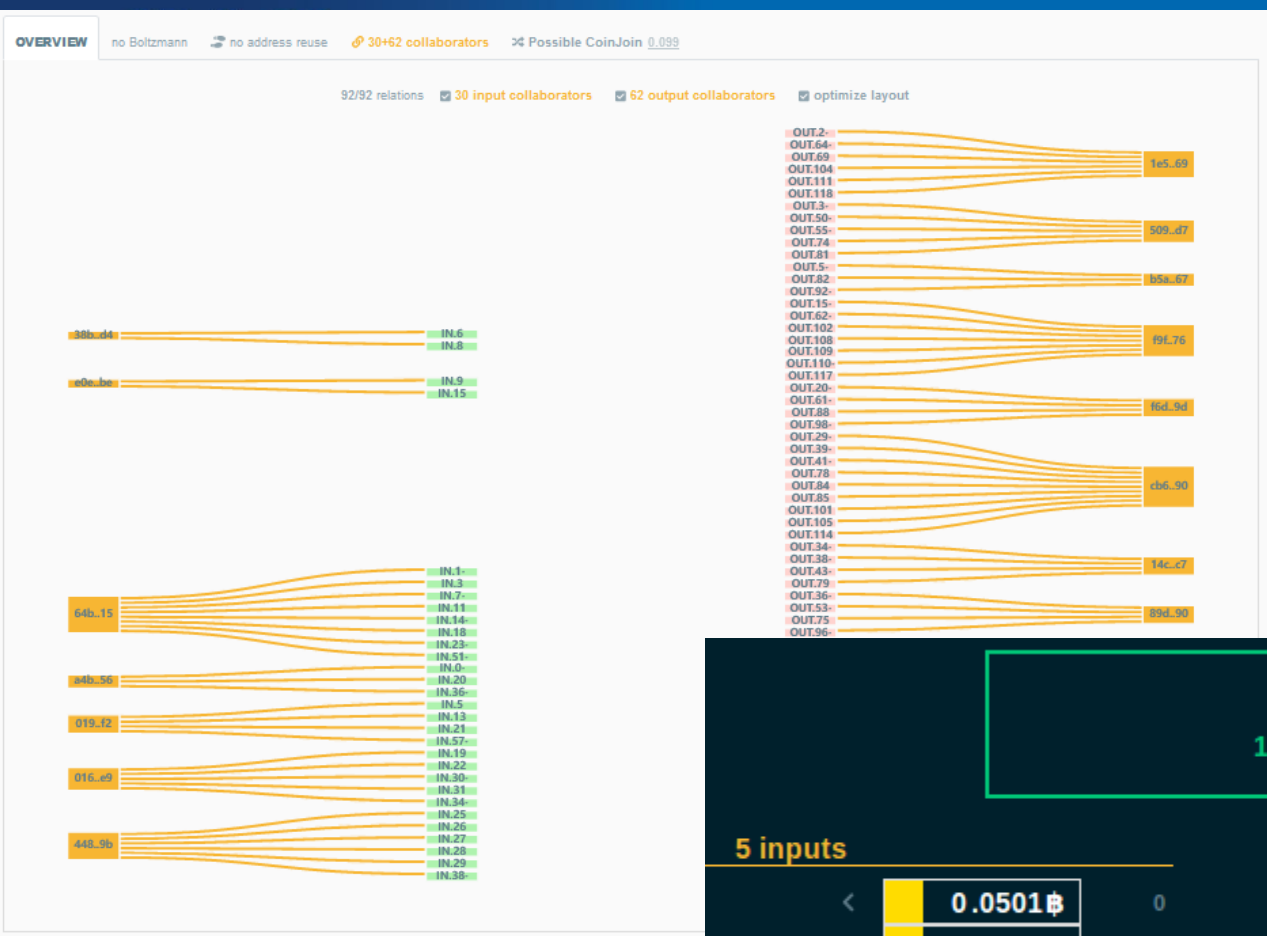 OVERVIEW no Boltzmann no address reuse 30+62 collaborators Possible CoinJoin 0.099
92/92 relations 30 input collaborators 62 output collaborators optimize layout
38b..d4
e0e..be
64b..15
a4b..56
019..f2
016..e9
448..9b
IN.6
IN.8
IN.9
IN.15
IN.1-
IN.3
IN.7-
IN.11
IN.14-
IN.18
IN.23-
IN.51-
IN.0-
IN.20
IN.36-
IN.5
IN.13
IN.21
IN.57-
IN.19
IN.22
IN.30-
IN.31
IN.34-
IN.25
IN.26
IN.27
IN.28
IN.29
IN.38-
OUT.2-
OUT.64-
OUT.69
OUT.104
OUT.111
OUT.118
OUT.3-
OUT.50-
OUT.55-
OUT.74
OUT.81
OUT.5-
OUT.82
OUT.92-
OUT.15-
OUT.62-
OUT.102
OUT.108
OUT.109
OUT.110-
OUT.117
OUT.20-
OUT.61-
OUT.88
OUT.98-
OUT.29-
OUT.39-
OUT.41-
OUT.78
OUT.84
OUT.85
OUT.101
OUT.105
OUT.114
OUT.34-
OUT.38-
OUT.43-
OUT.79
OUT.36-
OUT.53-
OUT.75
OUT.96-
1e5..69
509..d7
b5a..67
f9f..76
f6d..9d
cb6..90
14c..c7
89d..90
1
5 inputs
< 0.0501฿ 0